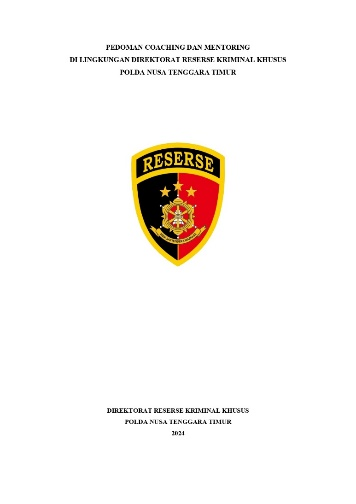 PEDOMAN COACHING DAN MENTORING
DI LINGKUNGAN DIREKTORAT RESERSE KRIMINAL KHUSUS
POLDA NUSA TENGGARA TIMUR
RESERSE
DIREKTORAT RESERSE KRIMINAL KHUSUS
POLDA NUSA TENGGARA TIMUR
2024